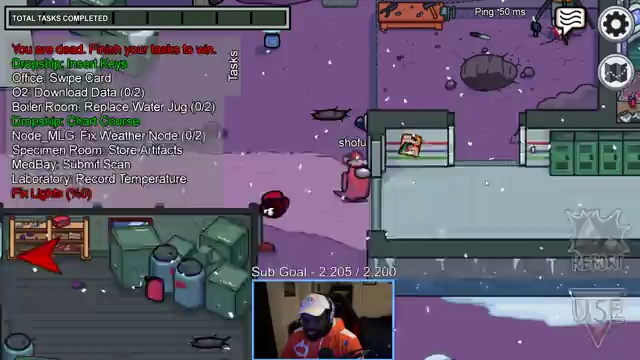 TOTAL TASKS COMPLETED
Ping: 50 ms
You are dead. Finish your tasks to win.
Dropship: Insert Keys
Office: Swipe Card
O2: Download Data (0/2)
Boiler Room: Replace Water Jug (0/2)
Dropship: Chart Course
Node_MLG: Fix Weather Node (0/2)
Specimen Room: Store Artifacts
MedBay: Submit Scan
Laboratory: Record Temperature
Fix Lights (%0)
Tasks
shofu
Sub Goal - 2,205 / 2,200
REPORT
USE